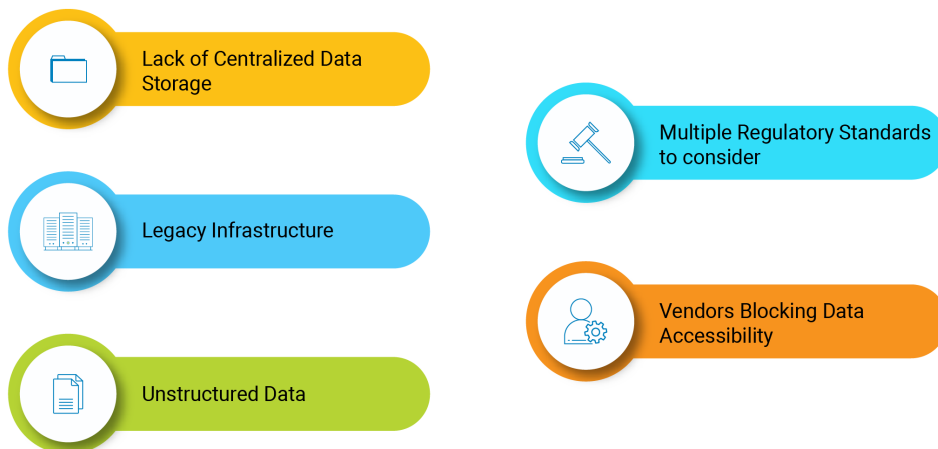 Lack of Centralized Data
Storage
Legacy Infrastructure
Unstructured Data
Multiple Regulatory Standards
to consider
Vendors Blocking Data
Accessibility